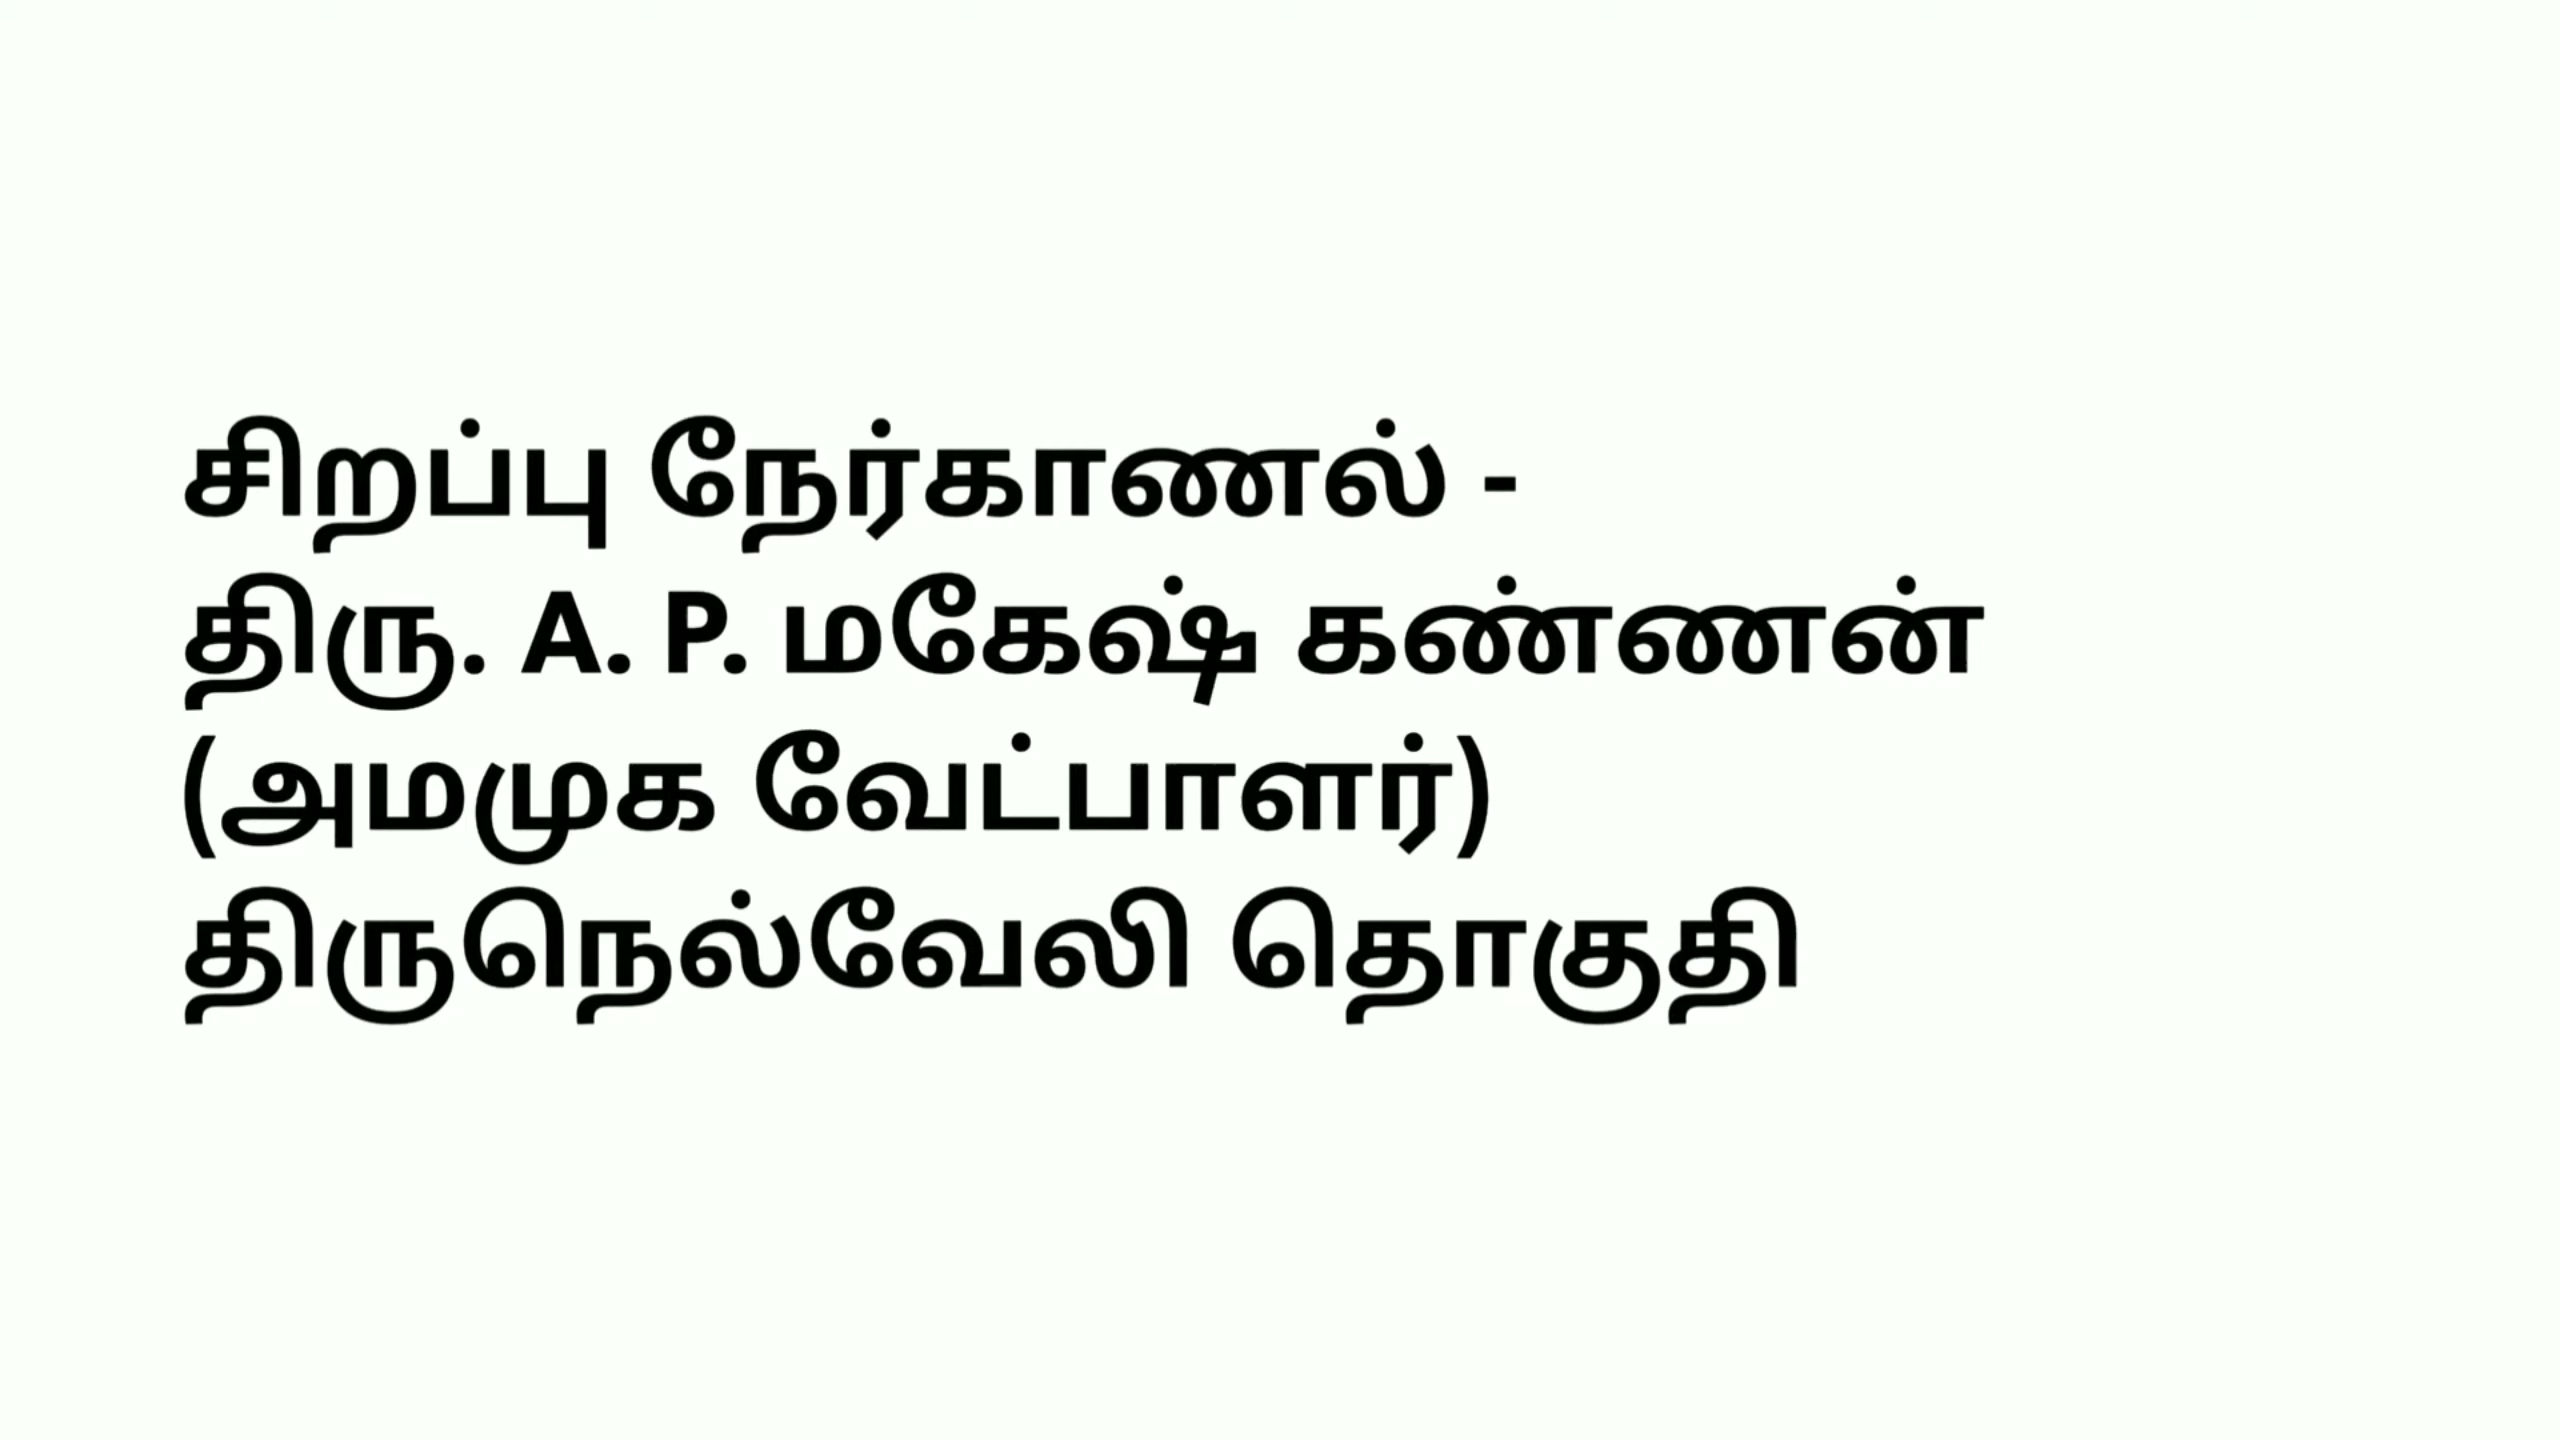 சிறப்பு நேர்காணல் -
திரு. A. P. மகேஷ் கண்ணன்
(அமமுக வேட்பாளர்)
திருநெல்வேலி தொகுதி